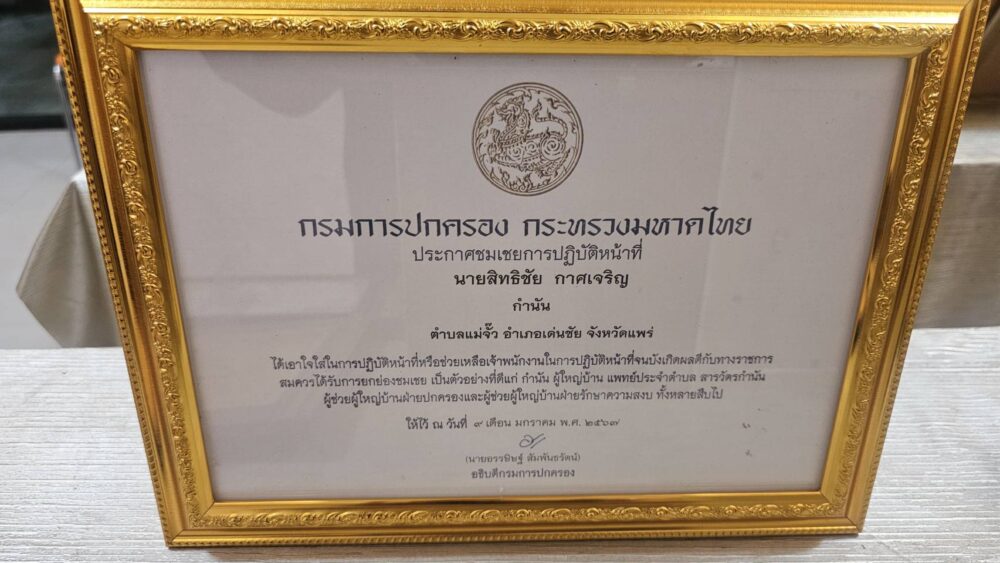 กรมการปกครอง กระทรวงมหาดไทย
ประกาศชมเชยการปฏิบัติหน้าที่
นายสิทธิชัย กาศเจริญ
กำนัน
ตำบลแม่จั๊ว อำเภอเด่นชัย จังหวัดแพร่
ได้เอาใจใส่ในการปฏิบัติหน้าที่หรือช่วยเหลือเจ้าพนักงานในการปฏิบัติหน้าที่จนบังเกิดผลดีกับทางราชการ
สมควรได้รับการยกย่องชมเชย เป็นตัวอย่างที่ดีแก่ กำนัน ผู้ใหญ่บ้าน แพทย์ประจำตำบล สารวัตรกำนัน
ผู้ช่วยผู้ใหญ่บ้านฝ่ายปกครองและผู้ช่วยผู้ใหญ่บ้านฝ่ายรักษาความสงบ ทั้งหลายสืบไป
ให้ไว้ ณ วันที่ ๙ เดือน มกราคม พ.ศ. ๒๕๖๗
(นายอรรษิษฐ์ สัมพันธรัตน์)
อธิบดีกรมการปกครอง